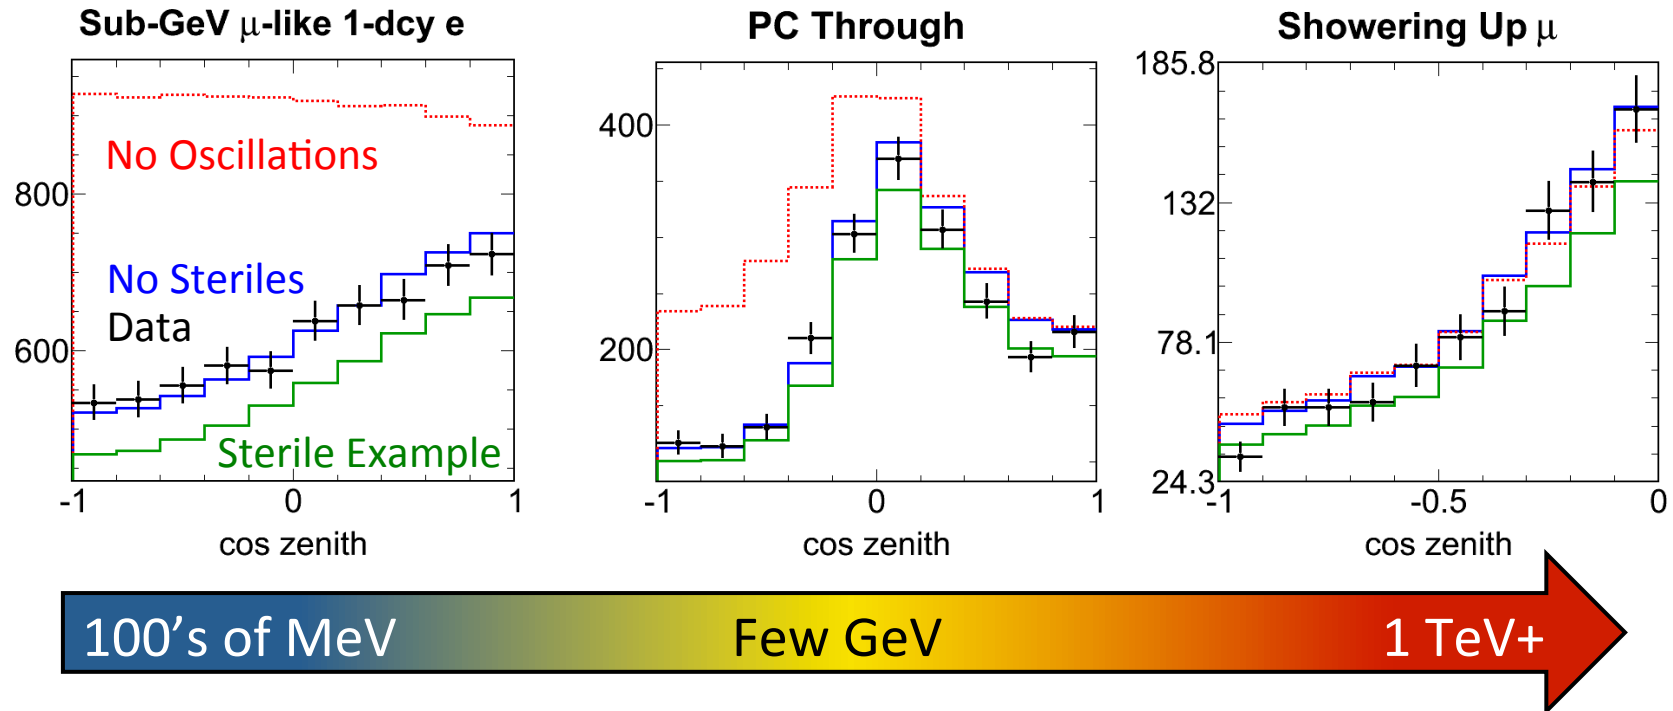 Sub-GeV μ-like 1-dcy e
PC Through
Showering Up μ
800
600
No Oscillations
No Steriles
Data
Sterile Example
-1
0
1
cos zenith
400
200
-1
0
1
cos zenith
185.8
132
78.1
24.3
-1
-0.5
0
cos zenith
100's of MeV
Few GeV
1 TeV+